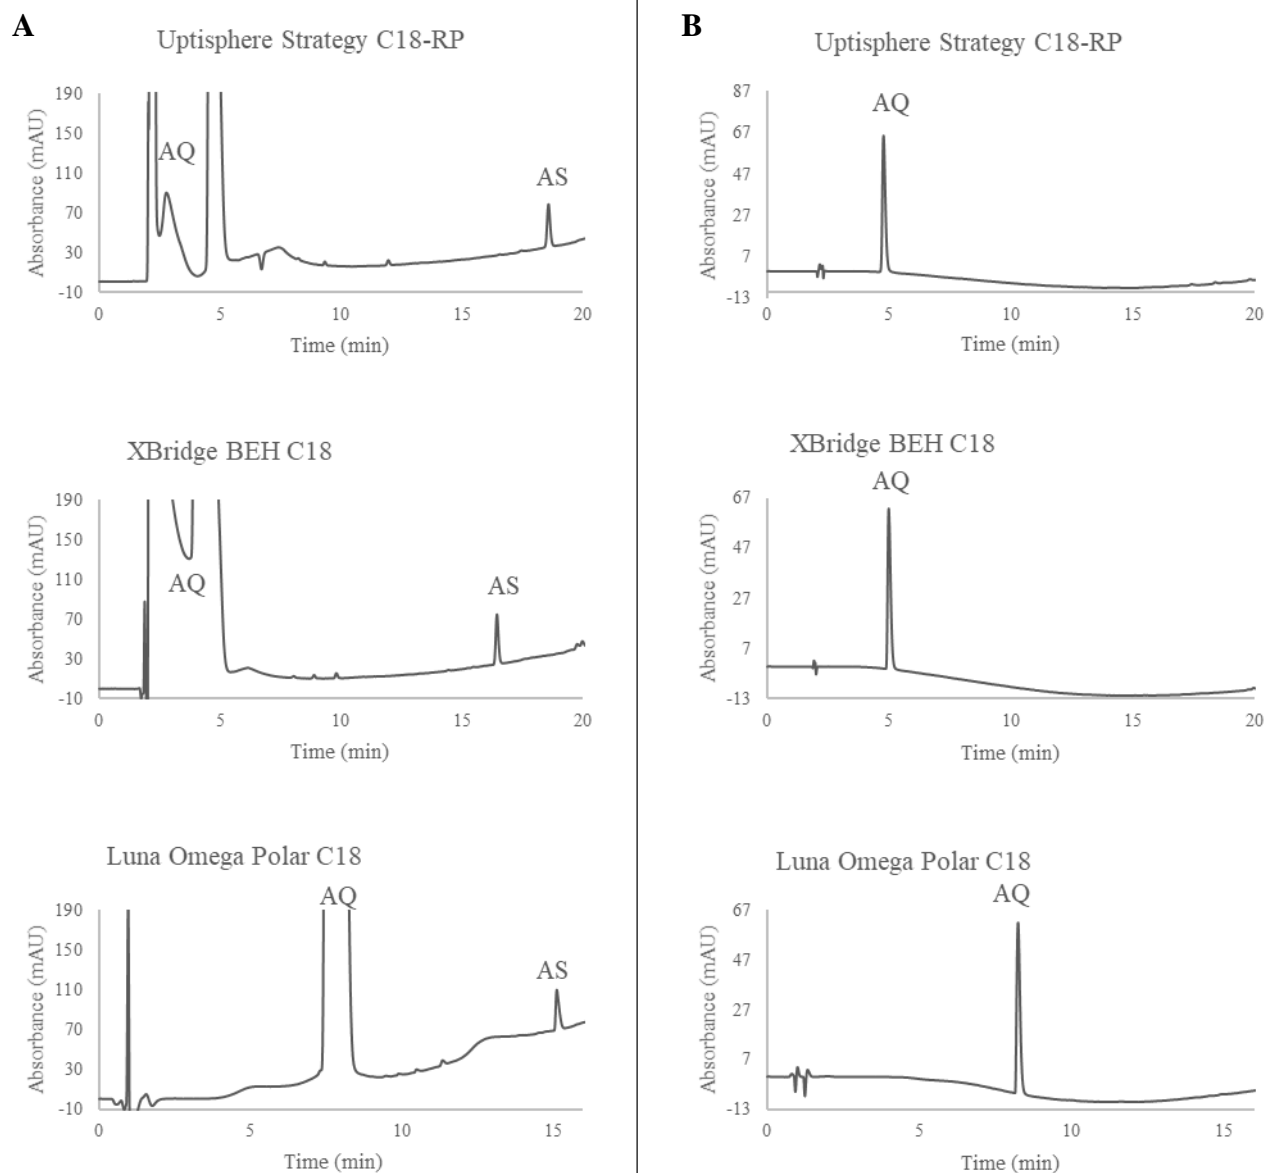 A
Uptisphere Strategy C18-RP
Absorbance (mAU)
190
150
110
70
30
-10
AQ
AS
0 5 10 15 20
Time (min)
XBridge BEH C18
Absorbance (mAU)
190
150
110
70
30
-10
AQ
AS
0 5 10 15 20
Time (min)
Luna Omega Polar C18
Absorbance (mAU)
190
150
110
70
30
-10
AQ
AS
0 5 10 15
Time (min)
B
Uptisphere Strategy C18-RP
Absorbance (mAU)
87
67
47
27
7
-13
AQ
0 5 10 15 20
Time (min)
XBridge BEH C18
Absorbance (mAU)
67
47
27
7
-13
AQ
0 5 10 15 20
Time (min)
Luna Omega Polar C18
Absorbance (mAU)
67
47
27
7
-13
AQ
0 5 10 15
Time (min)